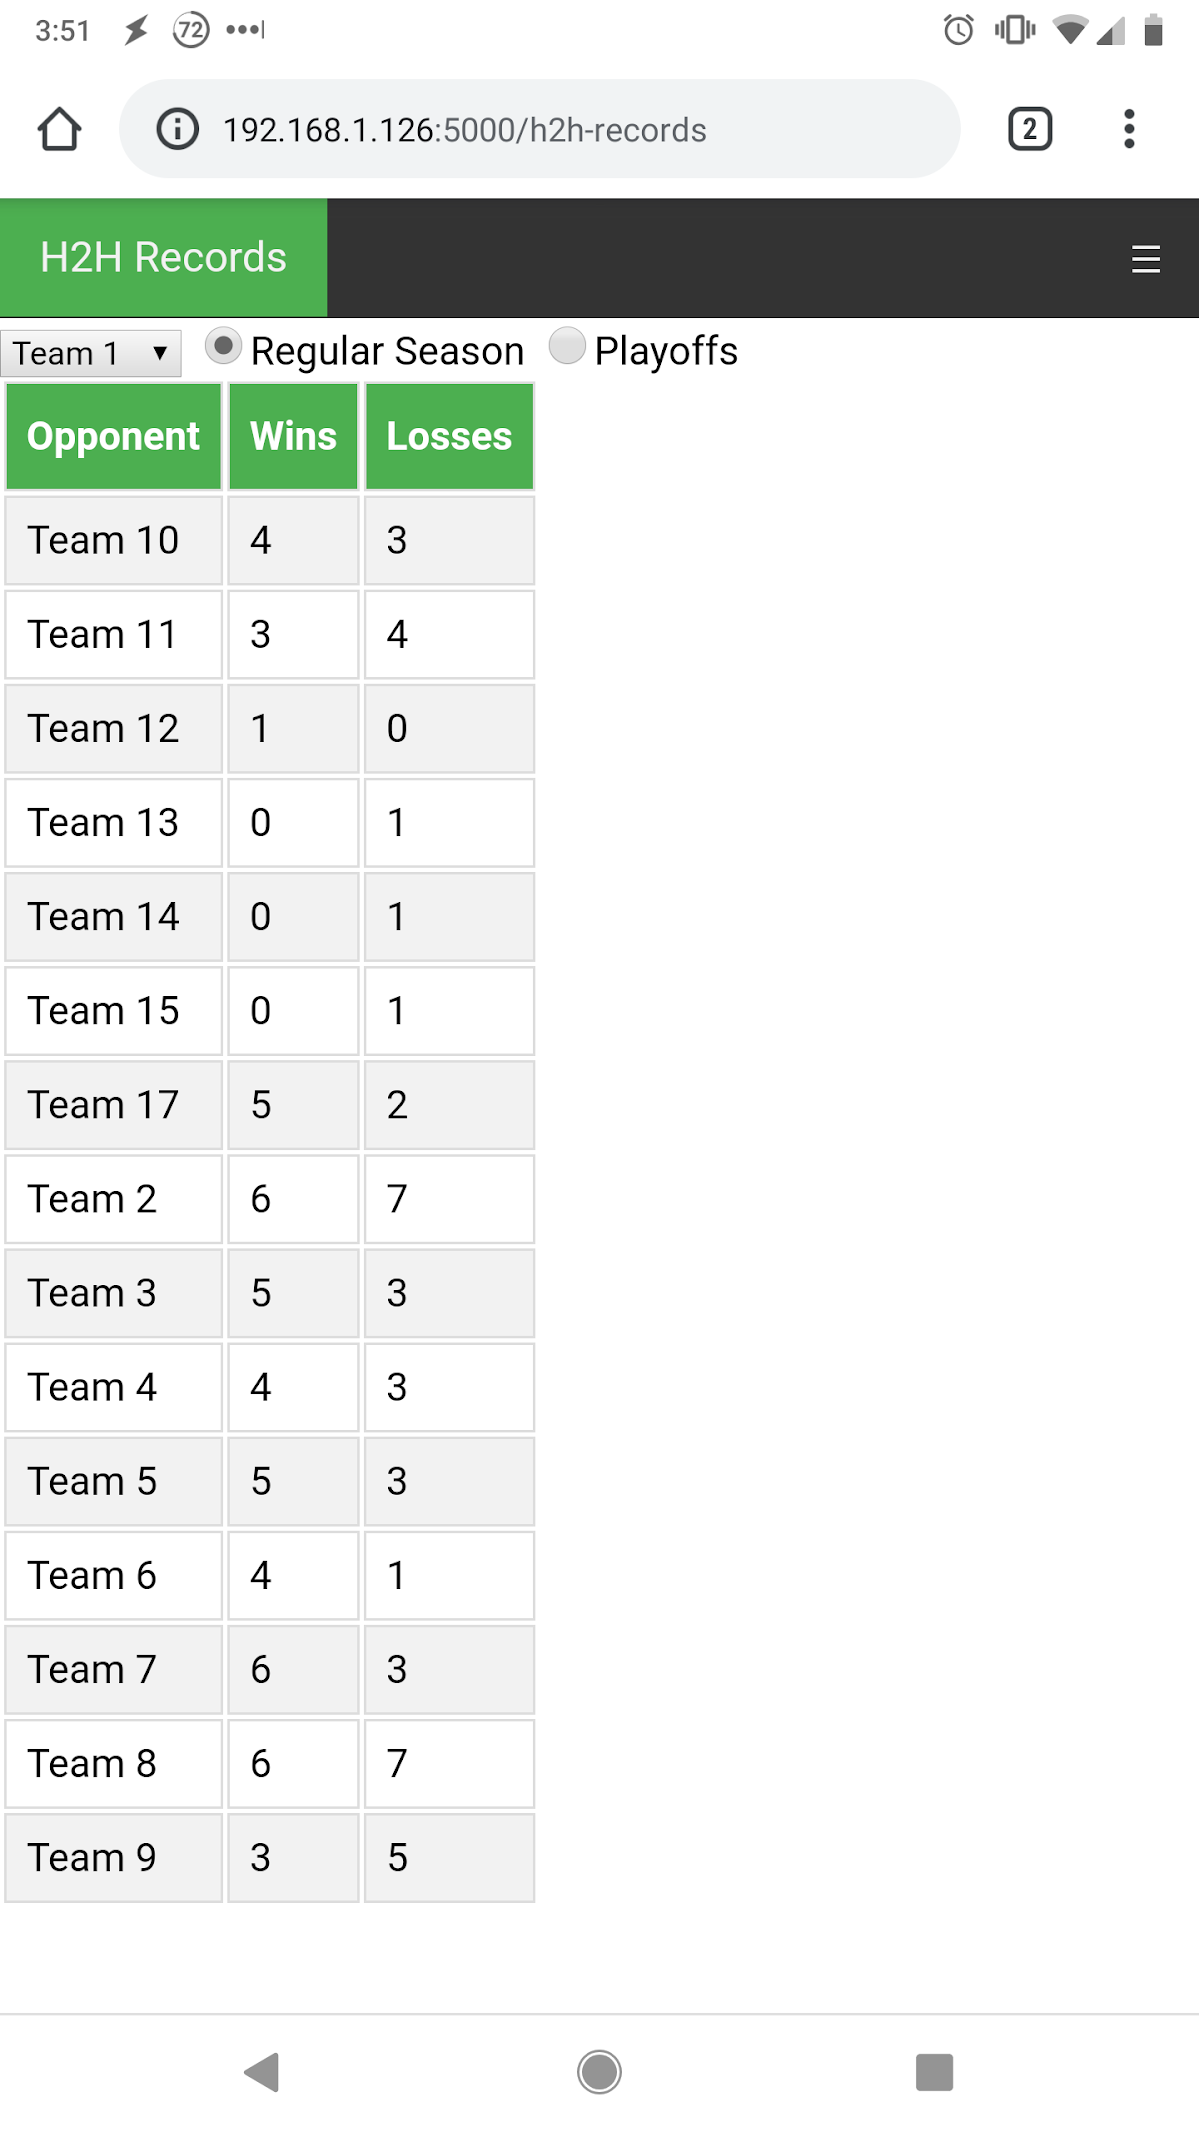 3:51 72
192.168.1.126:5000/h2h-records 2
H2H Records
Team 1 Regular Season Playoffs
Opponent Wins Losses
Team 10 4 3
Team 11 3 4
Team 12 1 0
Team 13 0 1
Team 14 0 1
Team 15 0 1
Team 17 5 2
Team 2 6 7
Team 3 5 3
Team 4 4 3
Team 5 5 3
Team 6 4 1
Team 7 6 3
Team 8 6 7
Team 9 3 5